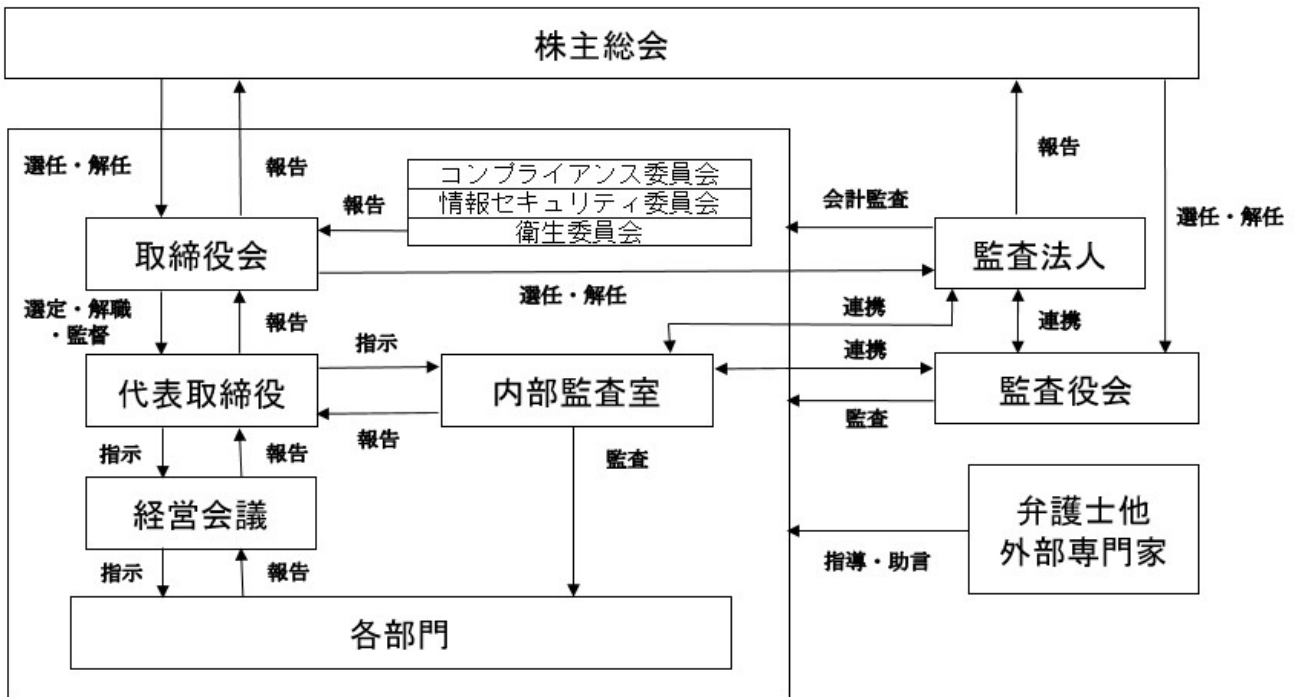 株主総会
選任・解任
報告
報告
選任・解任
コンプライアンス委員会
情報セキュリティ委員会
衛生委員会
報告
会計監査
取締役会
監査法人
選任・解任
選定・解職
・監督
報告
連携
連携
指示
連携
代表取締役
内部監査室
監査役会
報告
監査
指示
報告
監査
経営会議
弁護士他
外部専門家
指導・助言
指示
報告
各部門